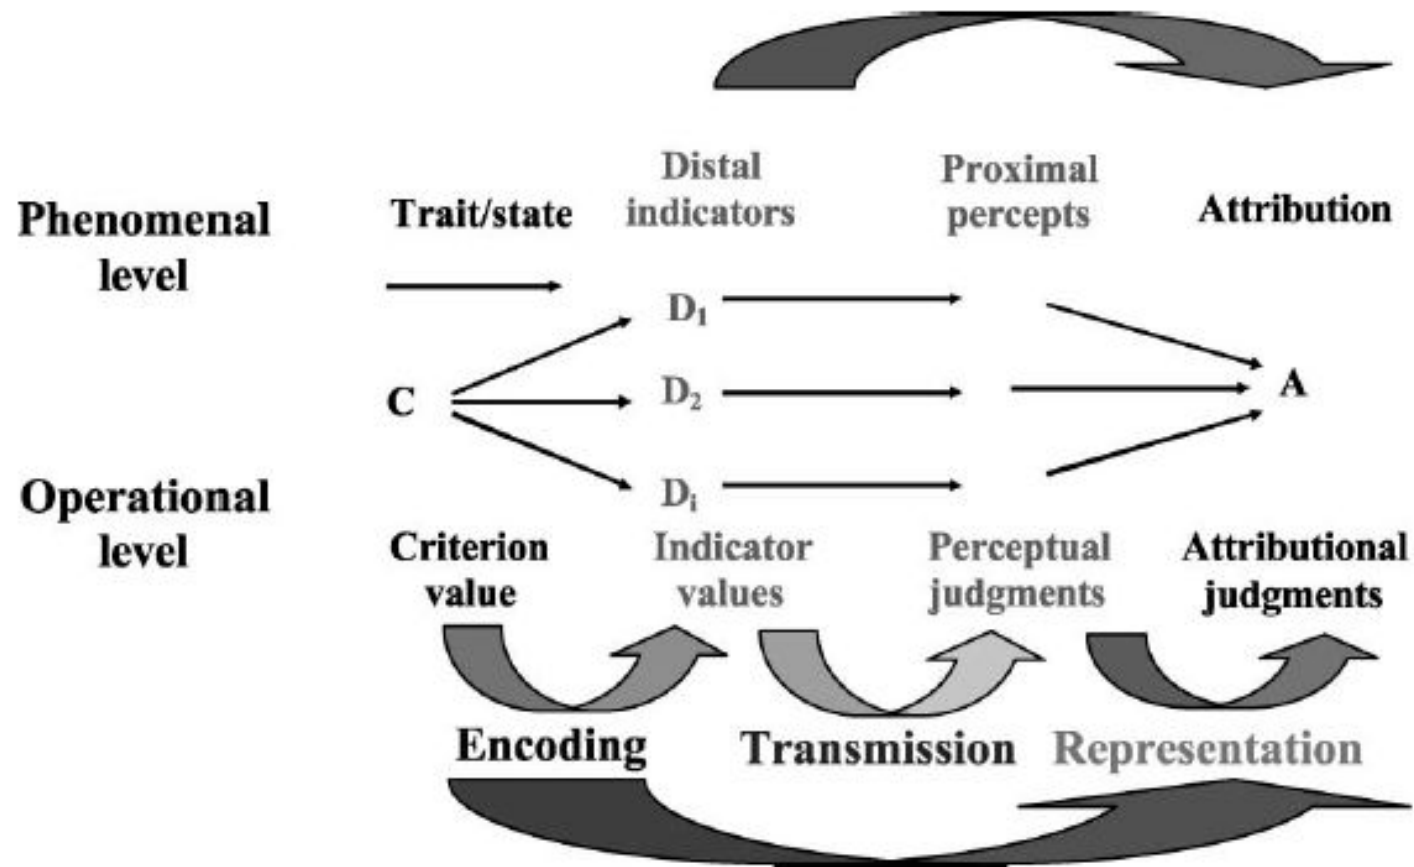 Distal
indicators
Proximal
percepts
Phenomenal
level
Trait/state
Attribution
D1
C
D2
A
Di
Operational
level
Criterion
value
Indicator
values
Perceptual
judgments
Attributional
judgments
Encoding
Transmission
Representation